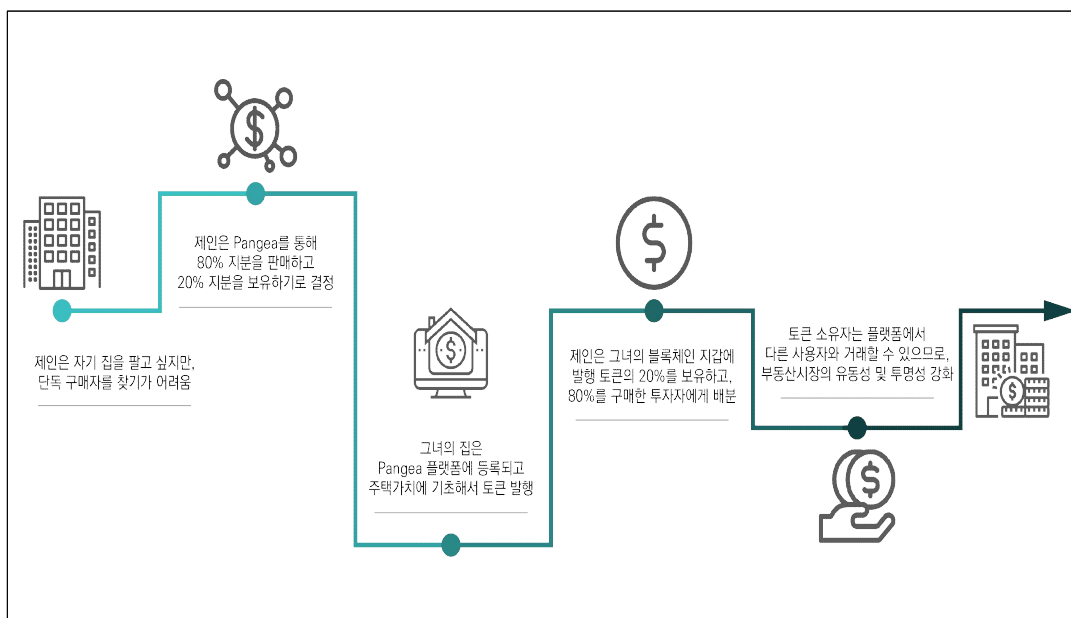 제인은 자기 집을 팔고 싶지만,
단독 구매자를 찾기가 어려움
제인은 Pangea를 통해
80% 지분을 판매하고
20% 지분을 보유하기로 결정
그녀의 집은
Pangea 플랫폼에 등록되고
주택가치에 기초해서 토큰 발행
제인은 그녀의 블록체인 지갑에
발행 토큰의 20%를 보유하고,
80%를 구매한 투자자에게 배분
토큰 소유자는 플랫폼에서
다른 사용자와 거래할 수 있으므로,
부동산시장의 유동성 및 투명성 강화